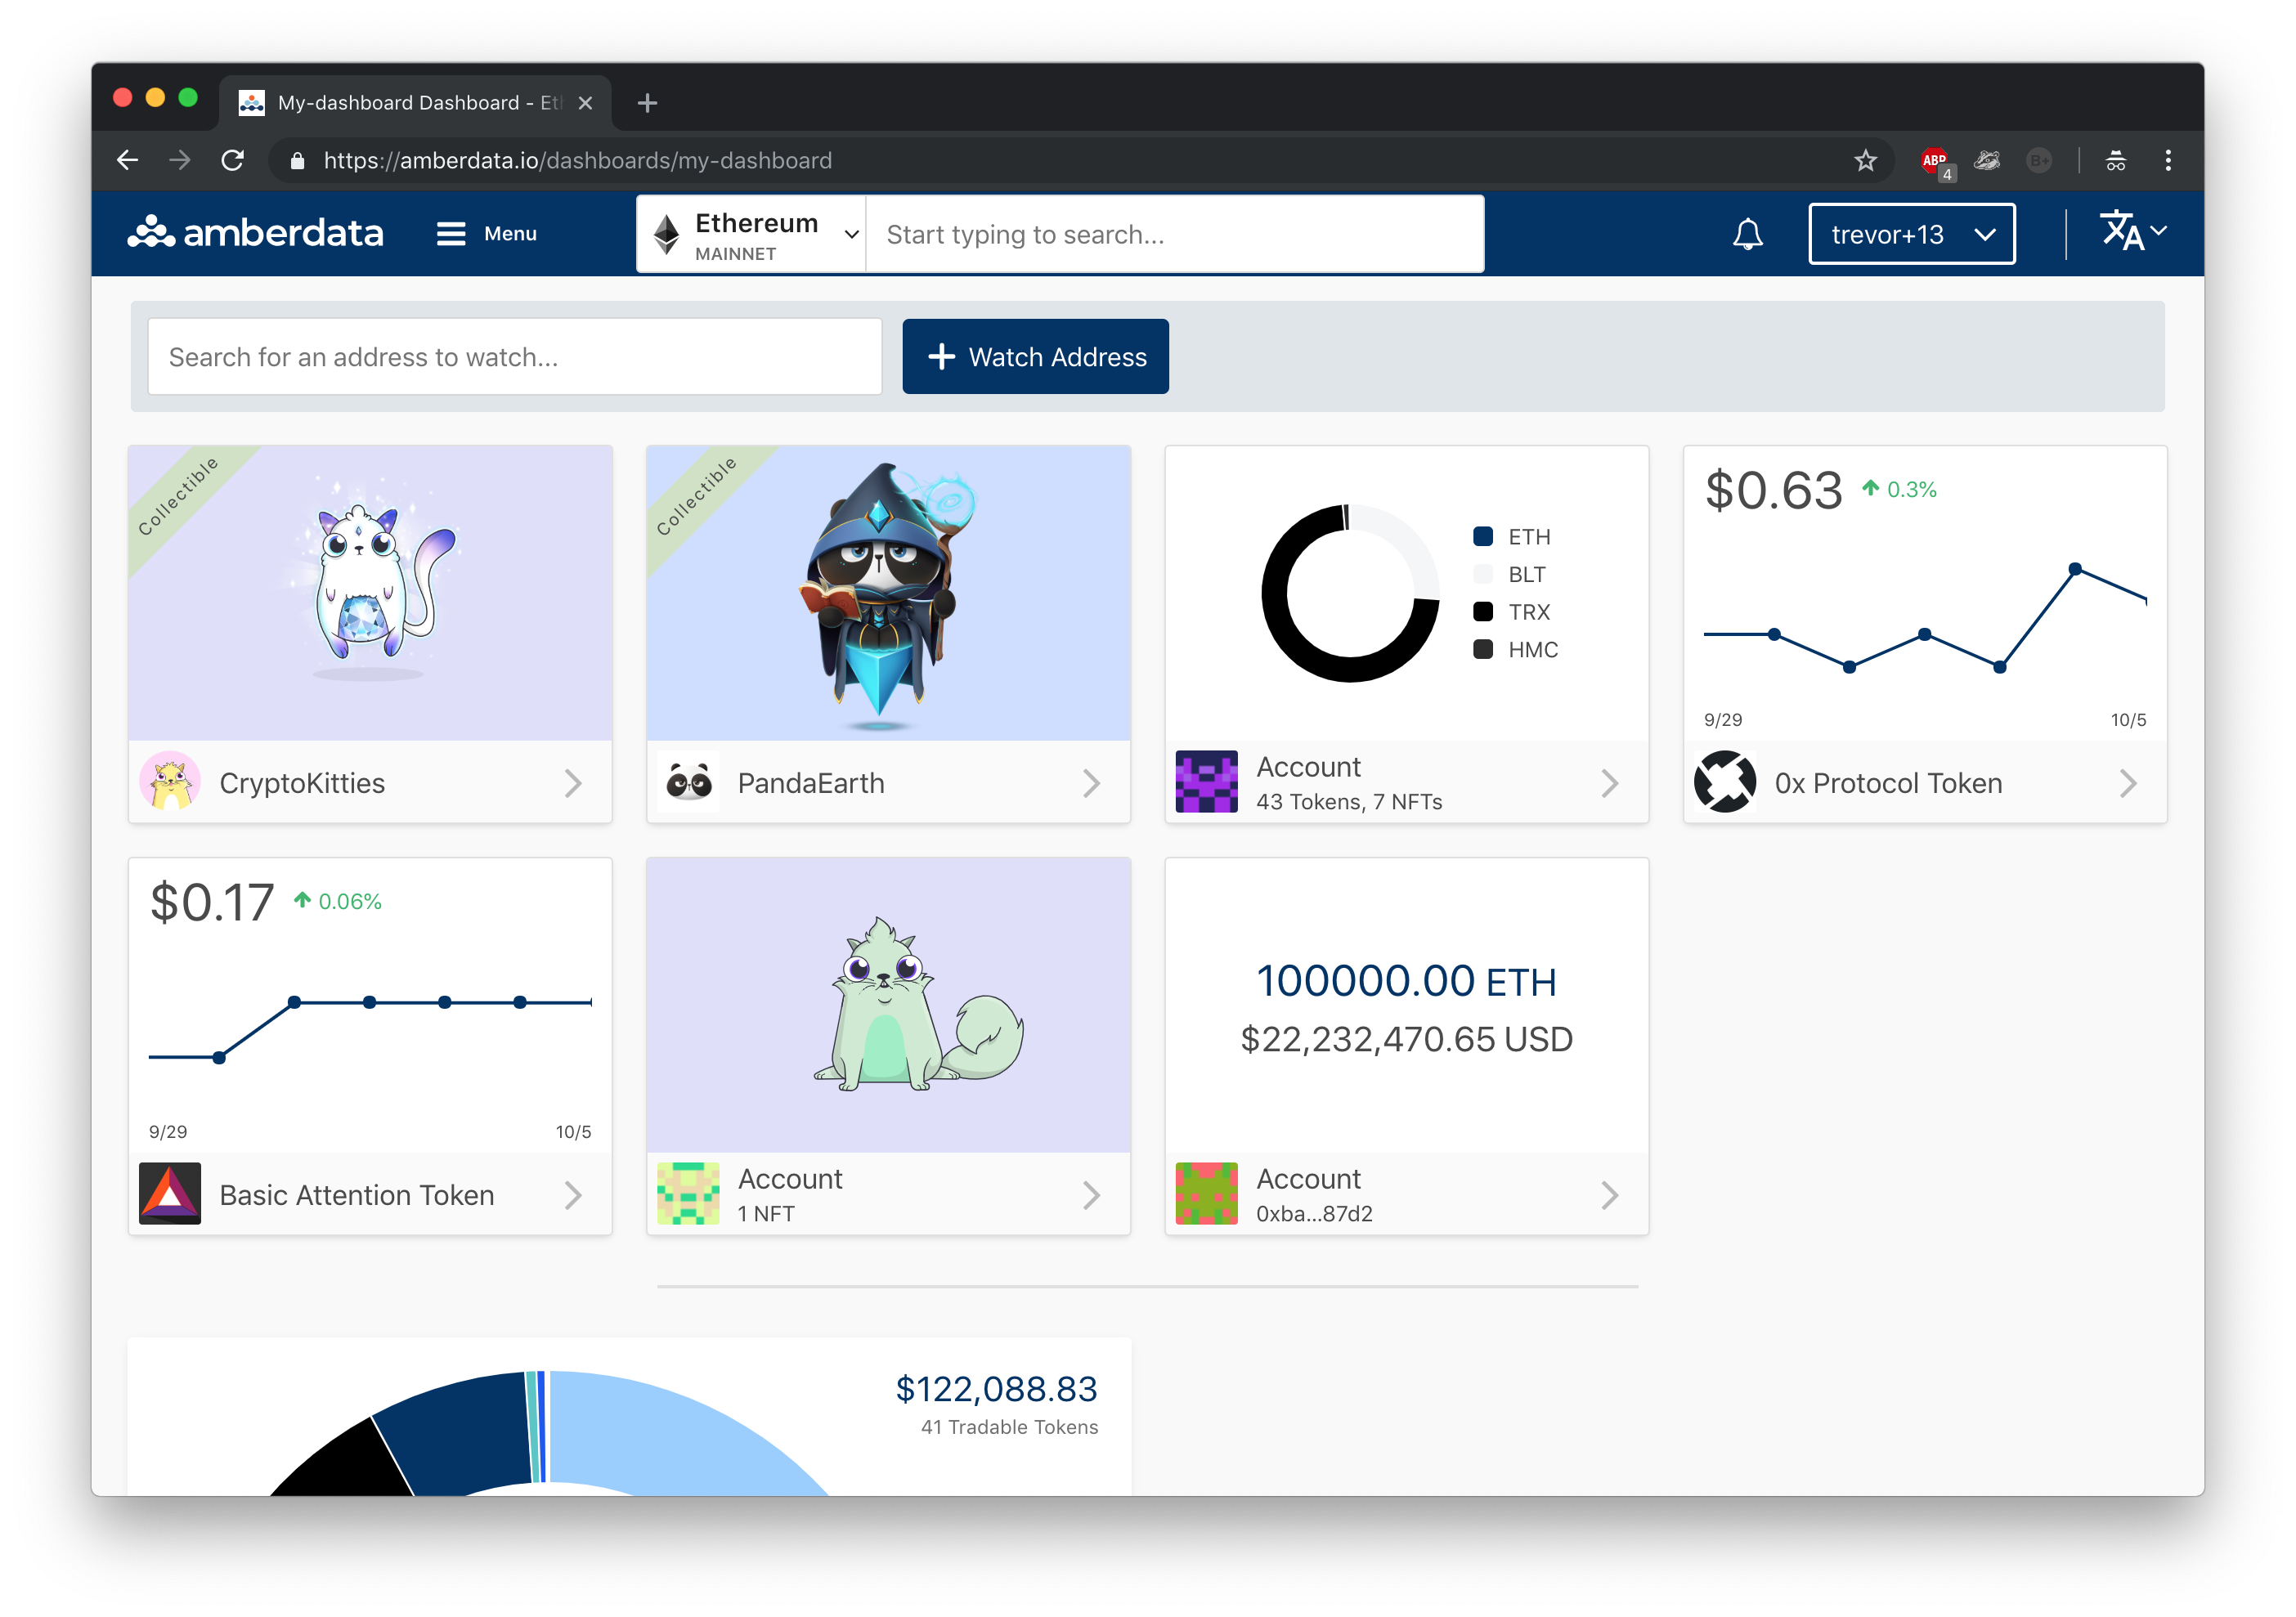 My-dashboard Dashboard - Et
https://amberdata.io/dashboards/my-dashboard
ABP
4
B+
amberdata
Menu
Ethereum
MAINNET
Start typing to search...
trevor+13
Search for an address to watch...
Watch Address
Collectible
CryptoKitties
Collectible
PandaEarth
ETH
BLT
TRX
HMC
Account
43 Tokens, 7 NFTs
$0.63 0.3%
9/29 10/5
0x Protocol Token
$0.17 0.06%
9/29 10/5
Basic Attention Token
Account
1 NFT
100000.00 ETH
$22,232,470.65 USD
Account
0xba...87d2
$122,088.83
41 Tradable Tokens